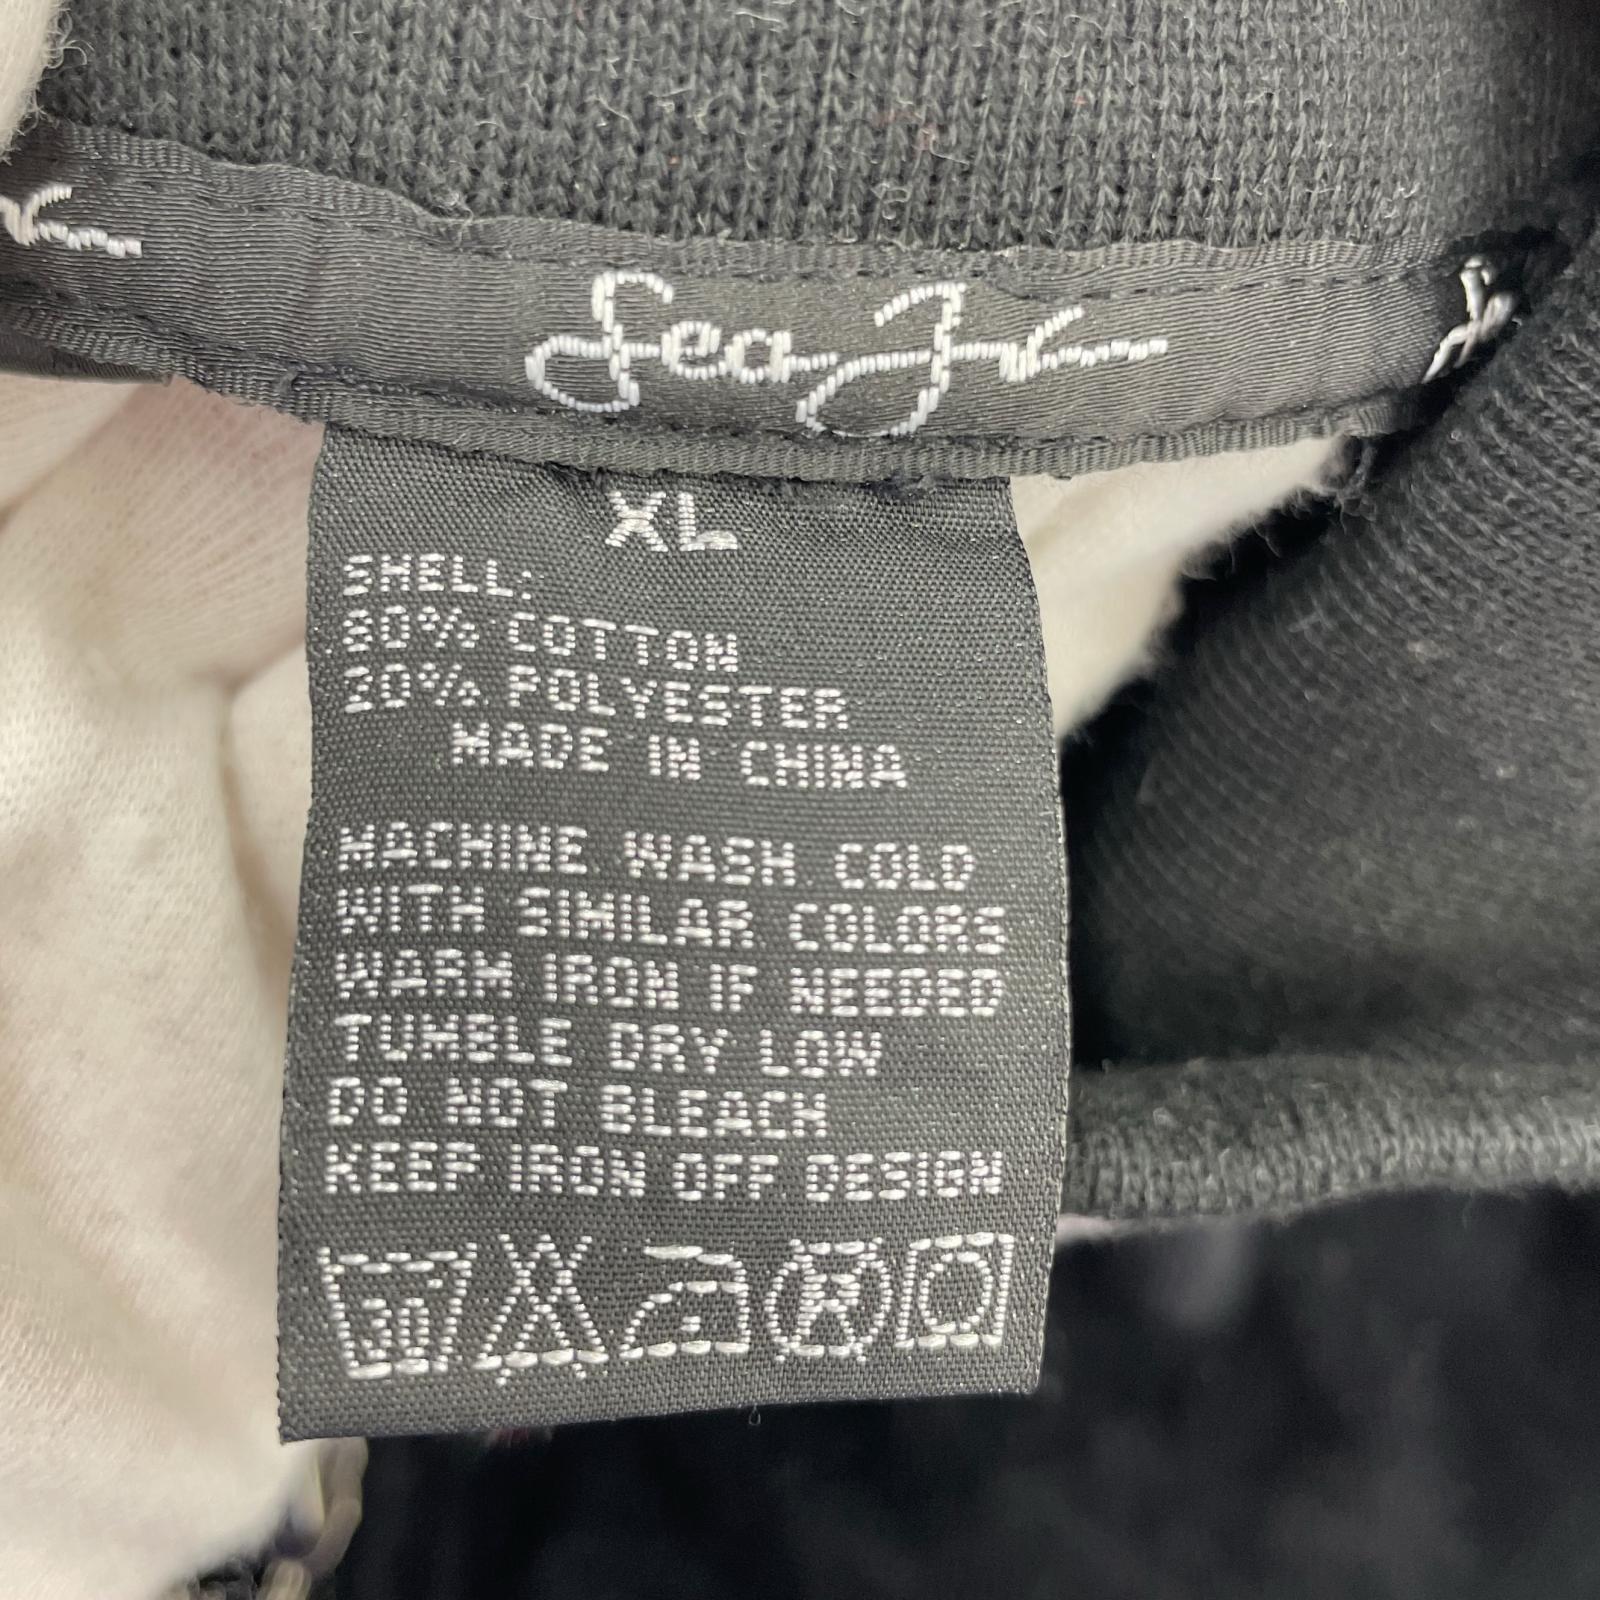 Sean John
XL
SHELL:
80% COTTON
20% POLYESTER
MADE IN CHINA
MACHINE WASH COLD
WITH SIMILAR COLORS
WARM IRON IF NEEDED
TUMBLE DRY LOW
DO NOT BLEACH
KEEP IRON OFF DESIGN
30°